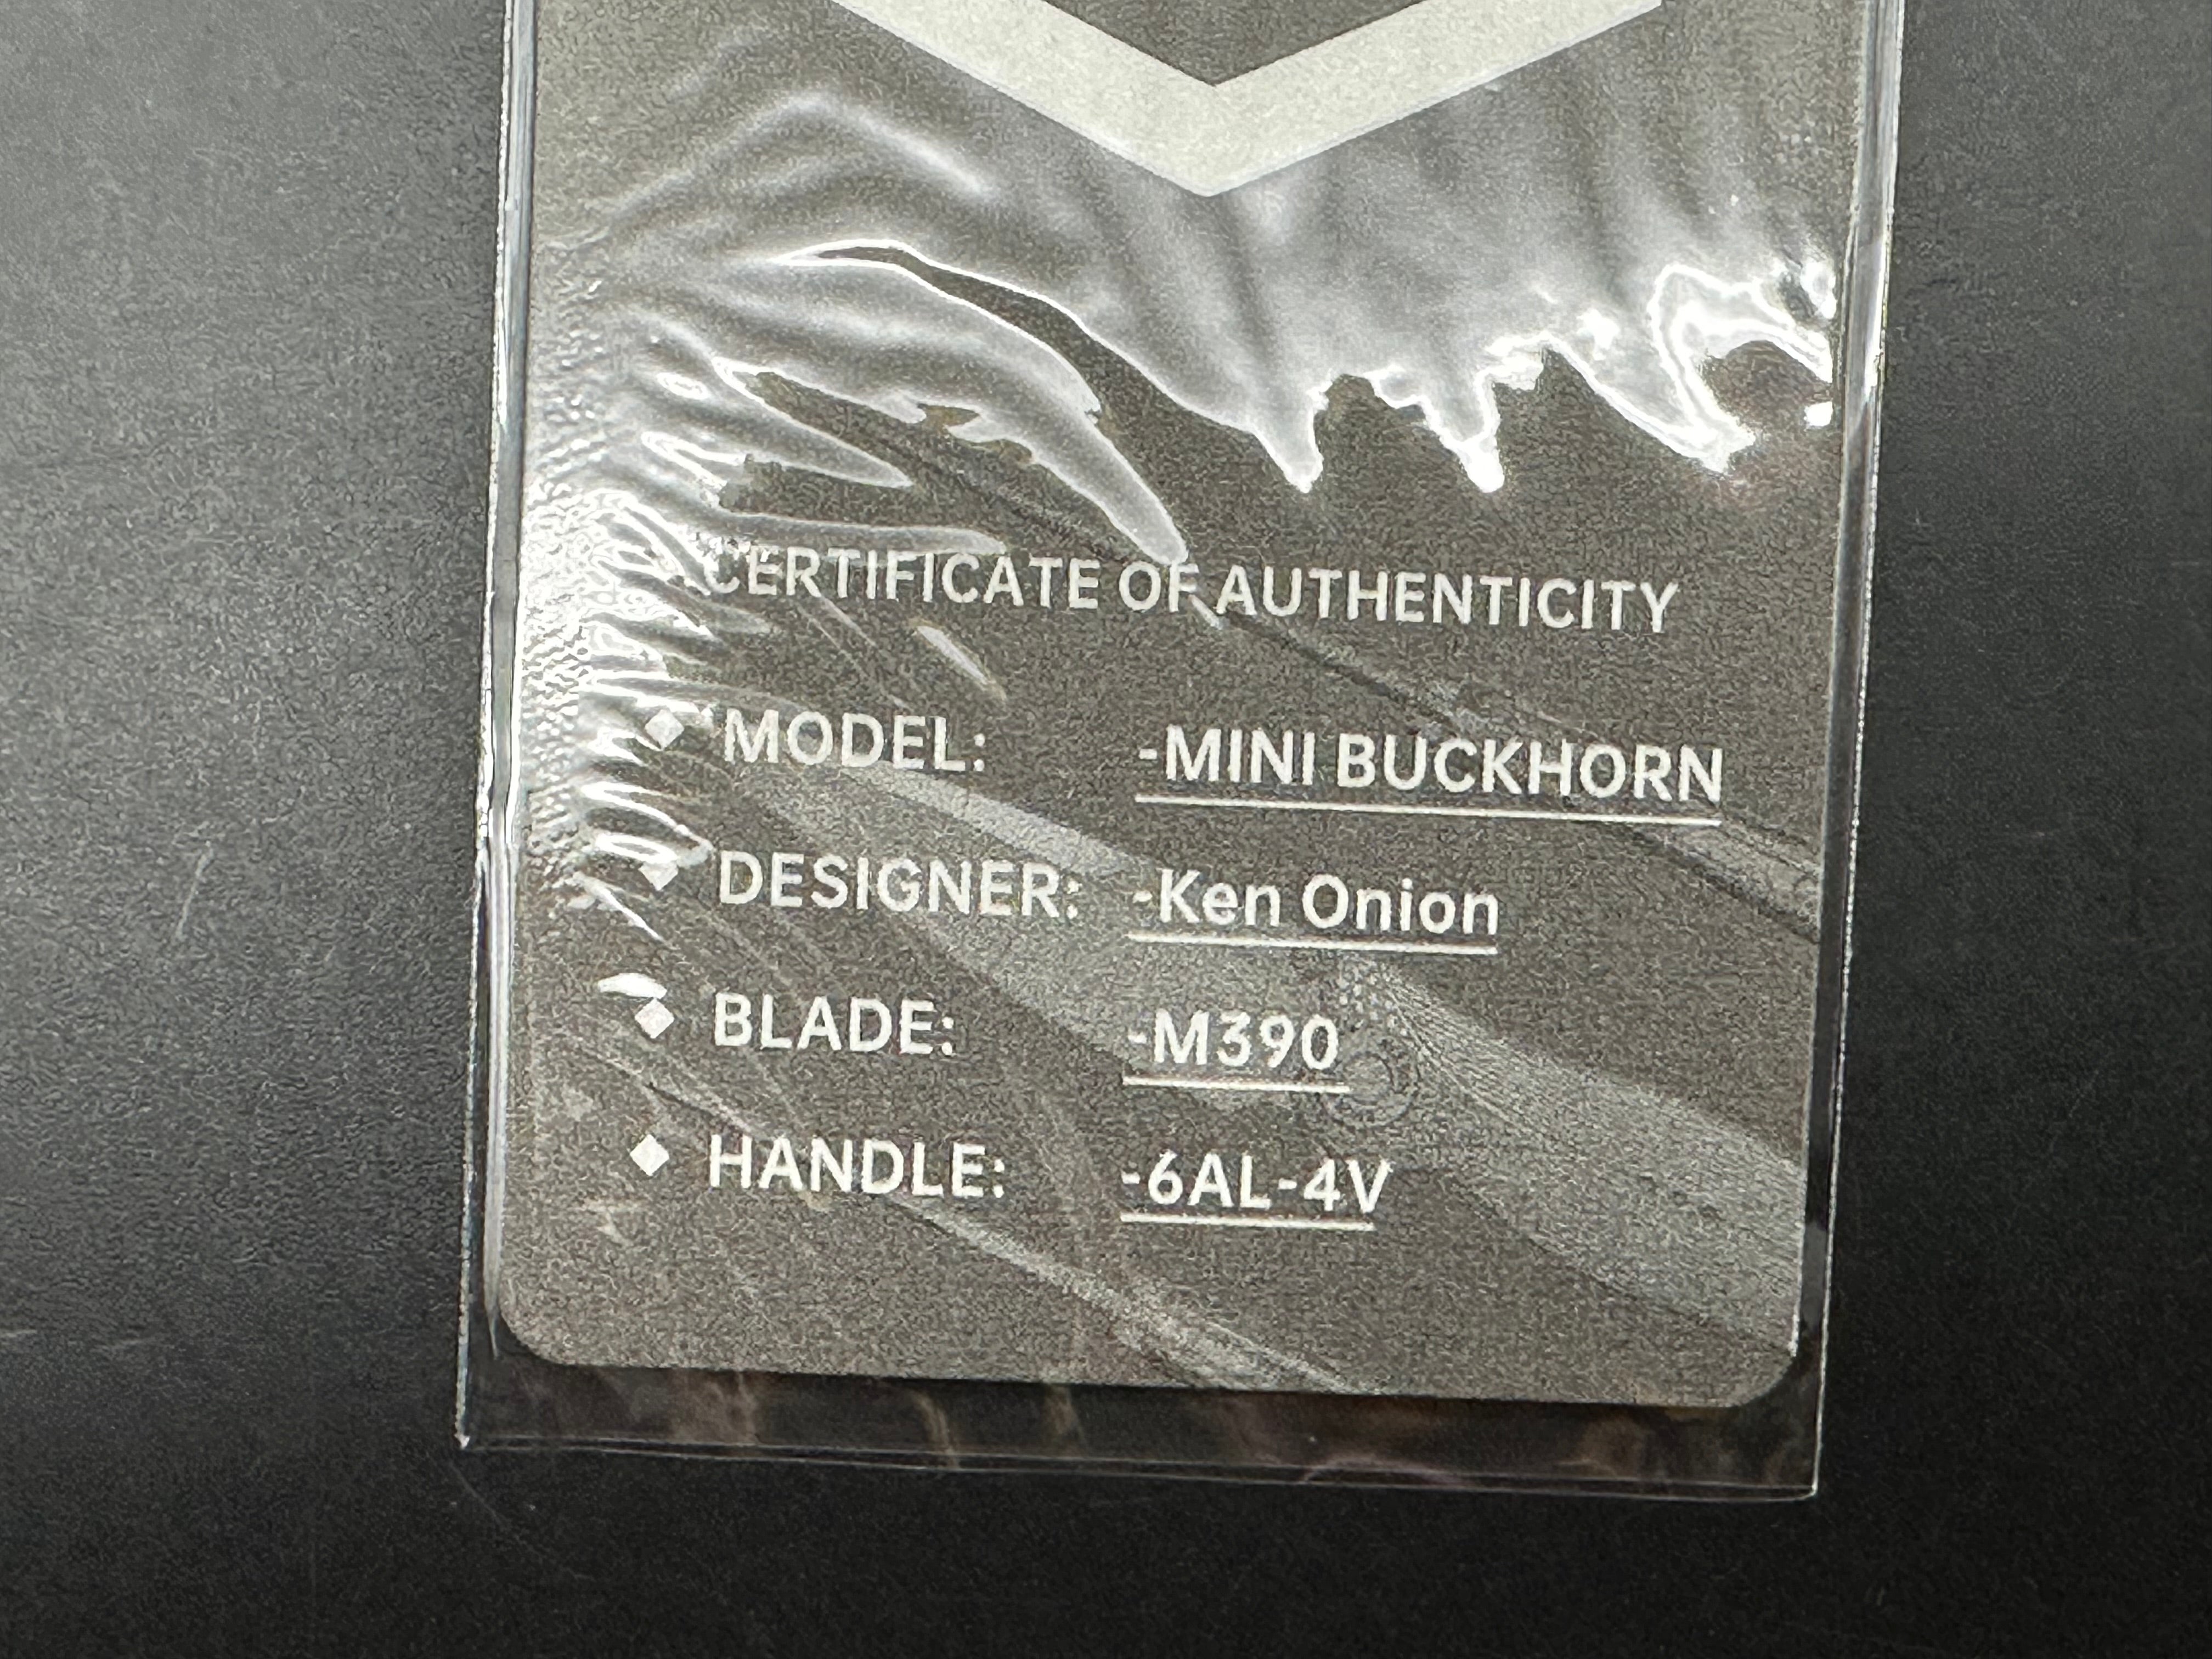 CERTIFICATE OF AUTHENTICITY
MODEL: -MINI BUCKHORN
DESIGNER: -Ken Onion
BLADE: -M390
HANDLE: -6AL-4V